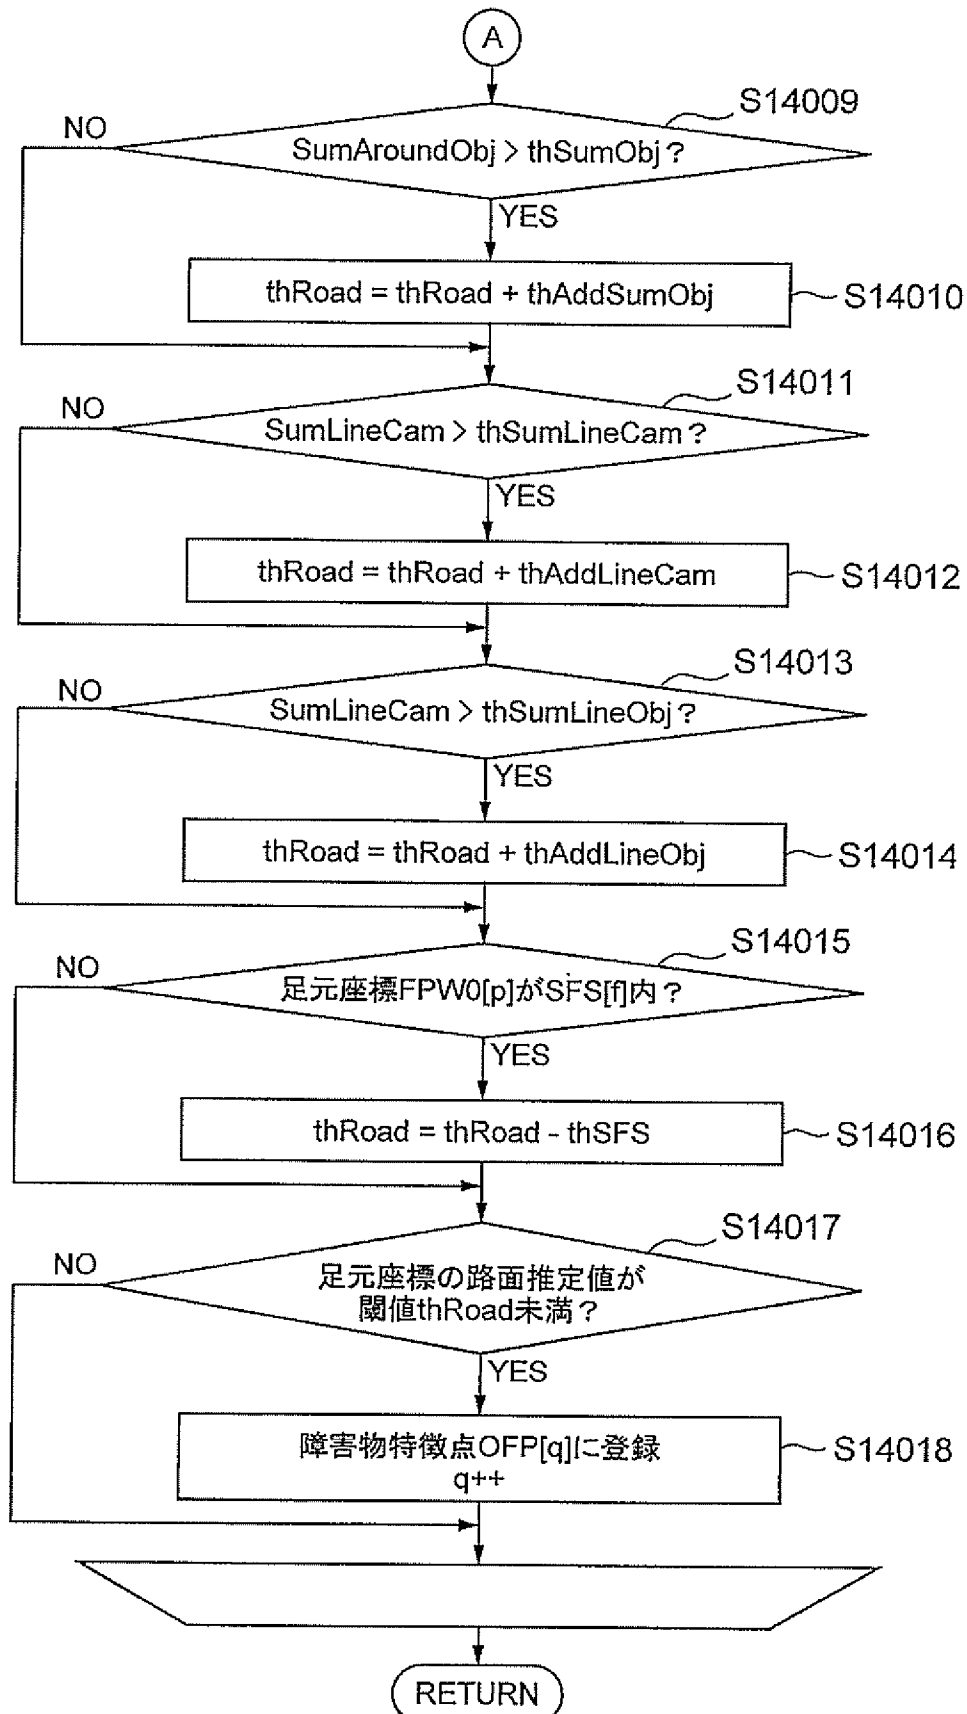 A
S14009
NO
SumAroundObj > thSumObj ?
YES
thRoad = thRoad + thAddSumObj
S14010
S14011
NO
SumLineCam > thSumLineCam ?
YES
thRoad = thRoad + thAddLineCam
S14012
S14013
NO
SumLineCam > thSumLineObj ?
YES
thRoad = thRoad + thAddLineObj
S14014
S14015
NO
足元座標FPW0[p]がSFS[f]内 ?
YES
thRoad = thRoad - thSFS
S14016
S14017
NO
足元座標の路面推定値が
閾値thRoad未満 ?
YES
障害物特徴点OFP[q]に登録
q++
S14018
RETURN